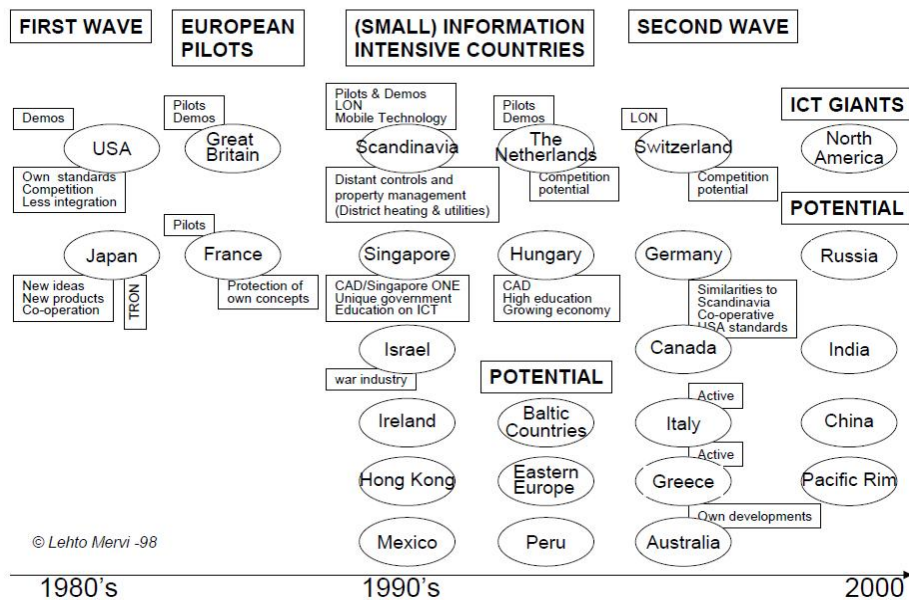 FIRST WAVE
EUROPEAN
PILOTS
(SMALL) INFORMATION
INTENSIVE COUNTRIES
SECOND WAVE
Demos
USA
Own standards
Competition
Less integration
Japan
New ideas
New products
Co-operation
TRON
Pilots
Demos
Great
Britain
Pilots
France
Protection of
own concepts
Pilots & Demos
LON
Mobile Technology
Scandinavia
Distant controls and
property management
(District heating & utilities)
Singapore
CAD/Singapore ONE
Unique government
Education on ICT
Israel
war industry
Ireland
Hong Kong
Mexico
Pilots
Demos
The
Netherlands
Competition
potential
Hungary
CAD
High education
Growing economy
POTENTIAL
Baltic
Countries
Eastern
Europe
Peru
LON
Switzerland
Competition
potential
Germany
Similarities to
Scandinavia
Co-operative
USA standards
Canada
Active
Italy
Active
Greece
Own developments
Australia
ICT GIANTS
North
America
POTENTIAL
Russia
India
China
Pacific Rim
© Lehto Mervi -98
1980's
1990's
2000